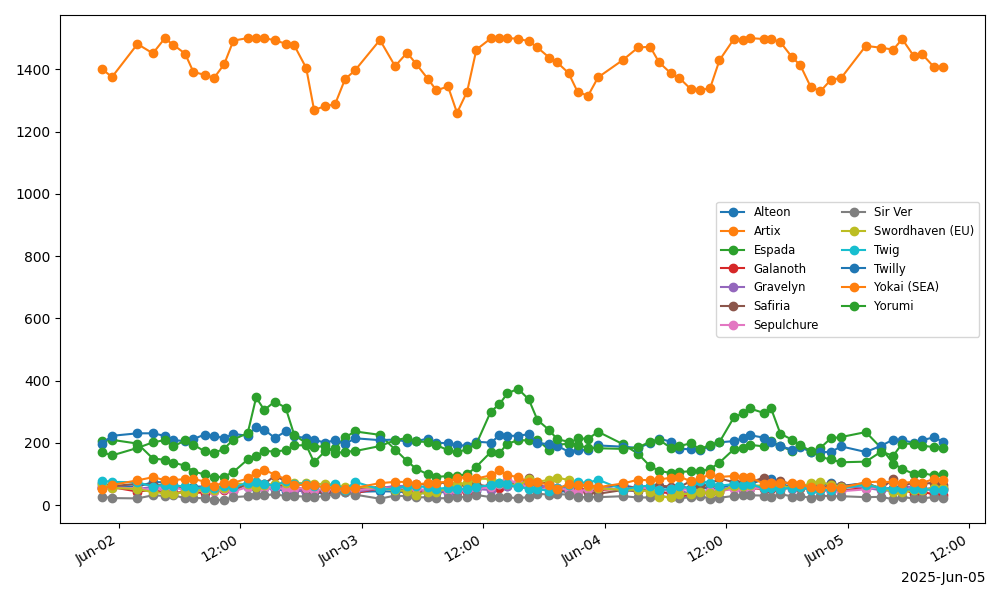 1400
1200
1000
800
600
400
200
0
Alteon
Artix
Espada
Galanoth
Gravelyn
Safiria
Sepulchure
Sir Ver
Swordhaven (EU)
Twig
Twilly
Yokai (SEA)
Yorumi
Jun-02
12:00
Jun-03
12:00
Jun-04
12:00
Jun-05
12:00
2025-Jun-05